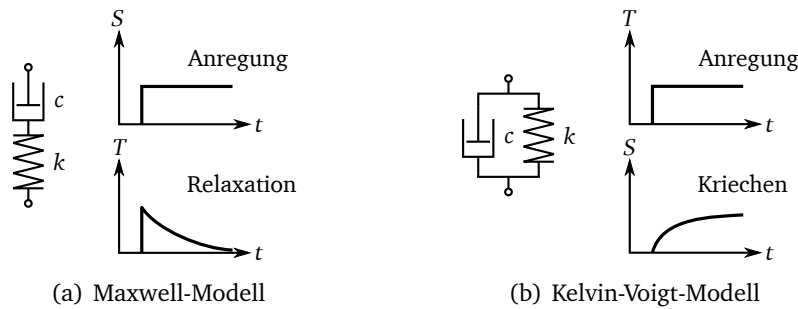 S
Anregung
t
c
k
T
Relaxation
t
(a) Maxwell-Modell
T
Anregung
t
c
k
S
Kriechen
t
(b) Kelvin-Voigt-Modell